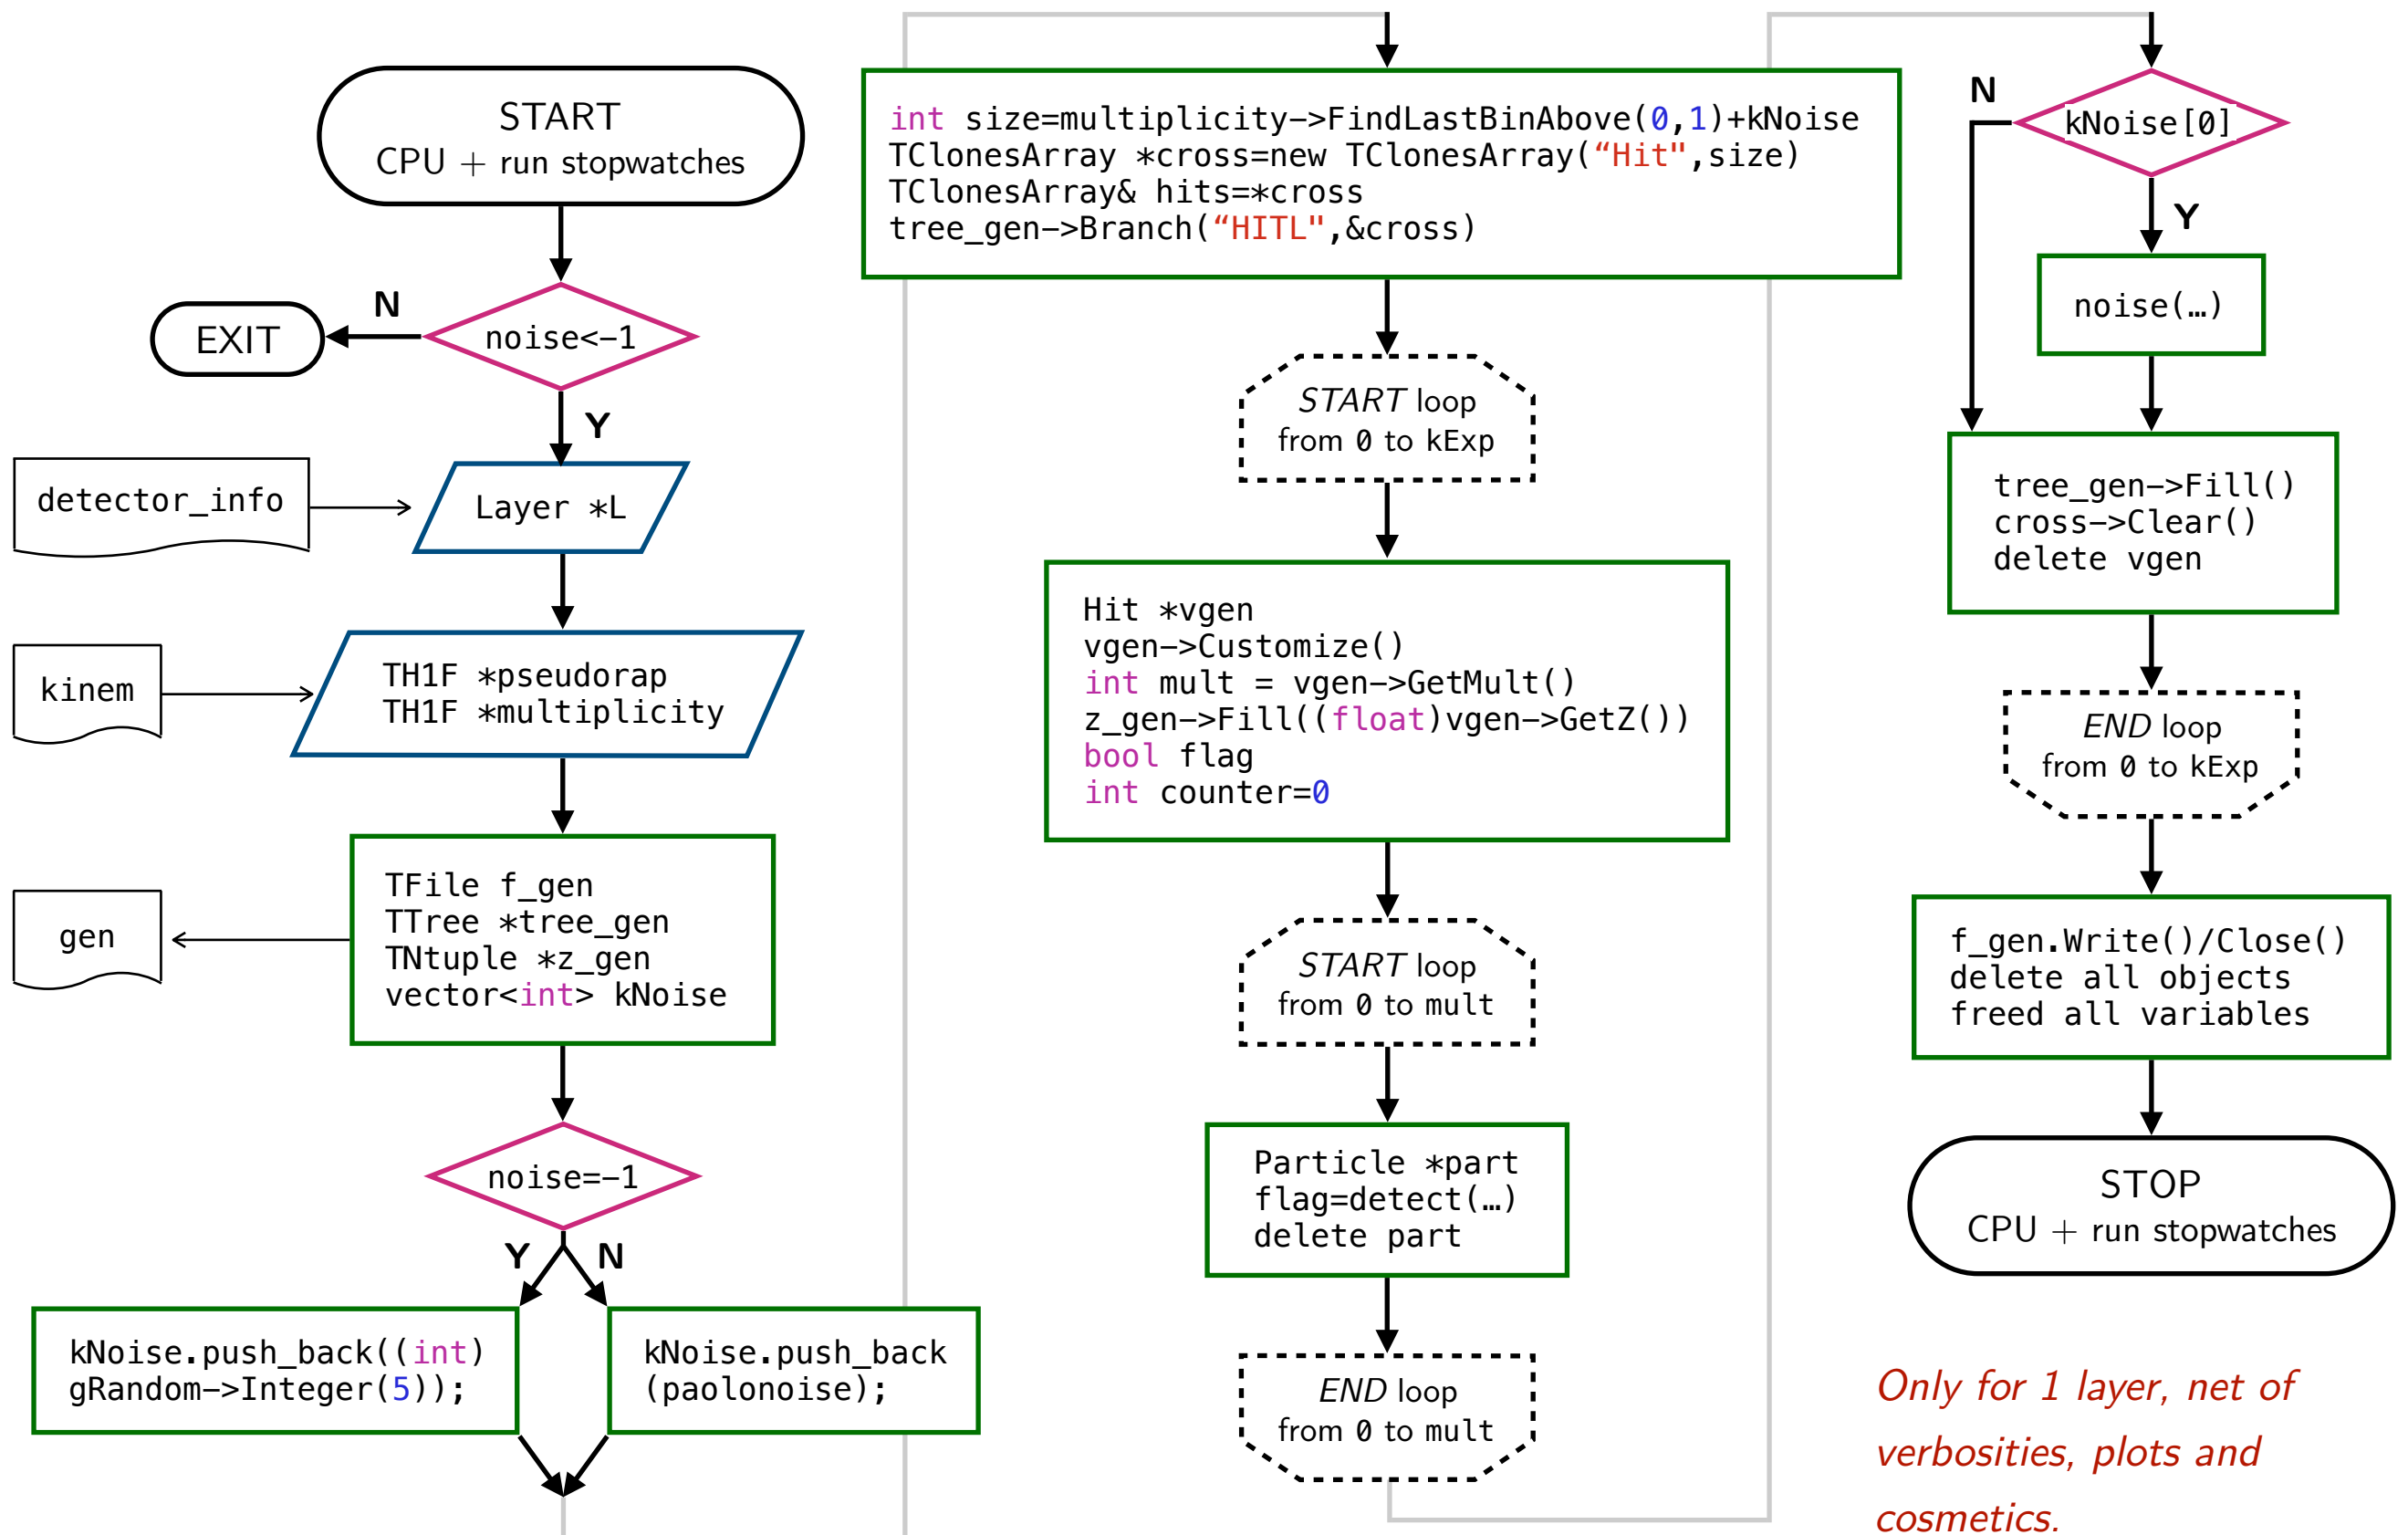 START
CPU + run stopwatches
N
noise<-1
EXIT
Y
detector_info
Layer *L
kinem
TH1F *pseudorap
TH1F *multiplicity
gen
TFile f_gen
TTree *tree_gen
TNtuple *z_gen
vector<int> kNoise
noise=-1
Y
N
kNoise.push_back((int)
gRandom->Integer(5));
kNoise.push_back
(paolonoise);
int size=multiplicity->FindLastBinAbove(0,1)+kNoise
TClonesArray *cross=new TClonesArray(“Hit",size)
TClonesArray& hits=*cross
tree_gen->Branch(“HITL",&cross)
START loop
from 0 to kExp
Hit *vgen
vgen->Customize()
int mult = vgen->GetMult()
z_gen->Fill((float)vgen->GetZ())
bool flag
int counter=0
START loop
from 0 to mult
Particle *part
flag=detect(…)
delete part
END loop
from 0 to mult
N
kNoise[0]
Y
noise(…)
tree_gen->Fill()
cross->Clear()
delete vgen
END loop
from 0 to kExp
f_gen.Write()/Close()
delete all objects
freed all variables
STOP
CPU + run stopwatches
Only for 1 layer, net of
verbosities, plots and
cosmetics.